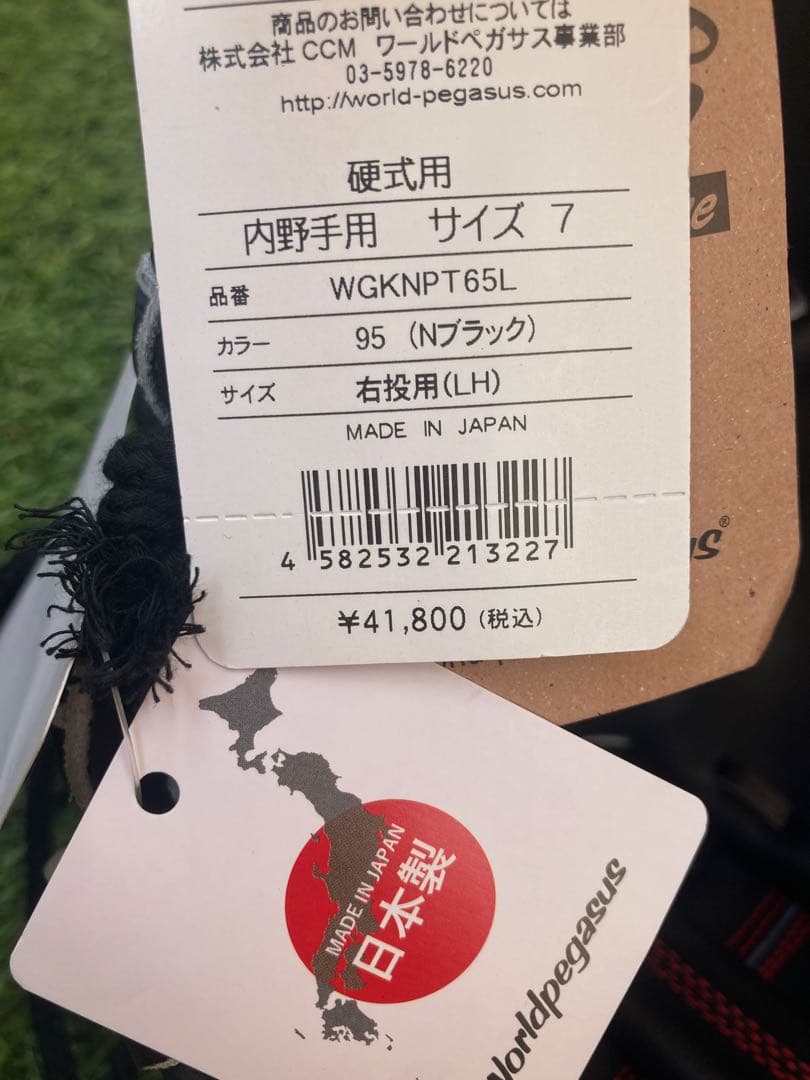 商品のお問い合わせについては
株式会社 CCM ワールドペガサス事業部
03-5978-6220
http://world-pegasus.com
硬式用
内野手用 サイズ 7
品番 WGKNPT65L
カラー 95 (Nブラック)
サイズ 右投用(LH)
MADE IN JAPAN
4 582532 213227
¥41,800 (税込)
MADE IN JAPAN
日本製
Worldpegasus